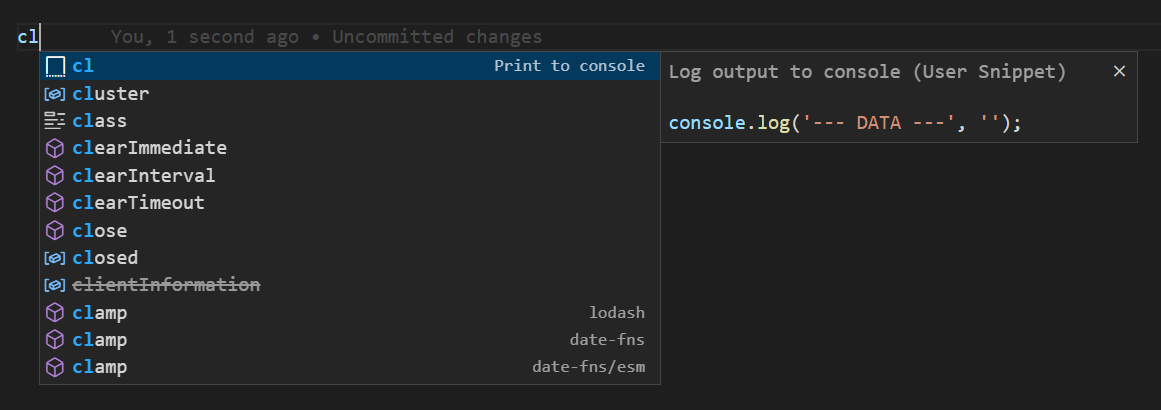 cl You, 1 second ago • Uncommitted changes
cl Print to console
cluster
class
clearImmediate
clearInterval
clearTimeout
close
closed
clientInformation
clamp lodash
clamp date-fns
clamp date-fns/esm
Log output to console (User Snippet)
console.log('--- DATA ---', '');